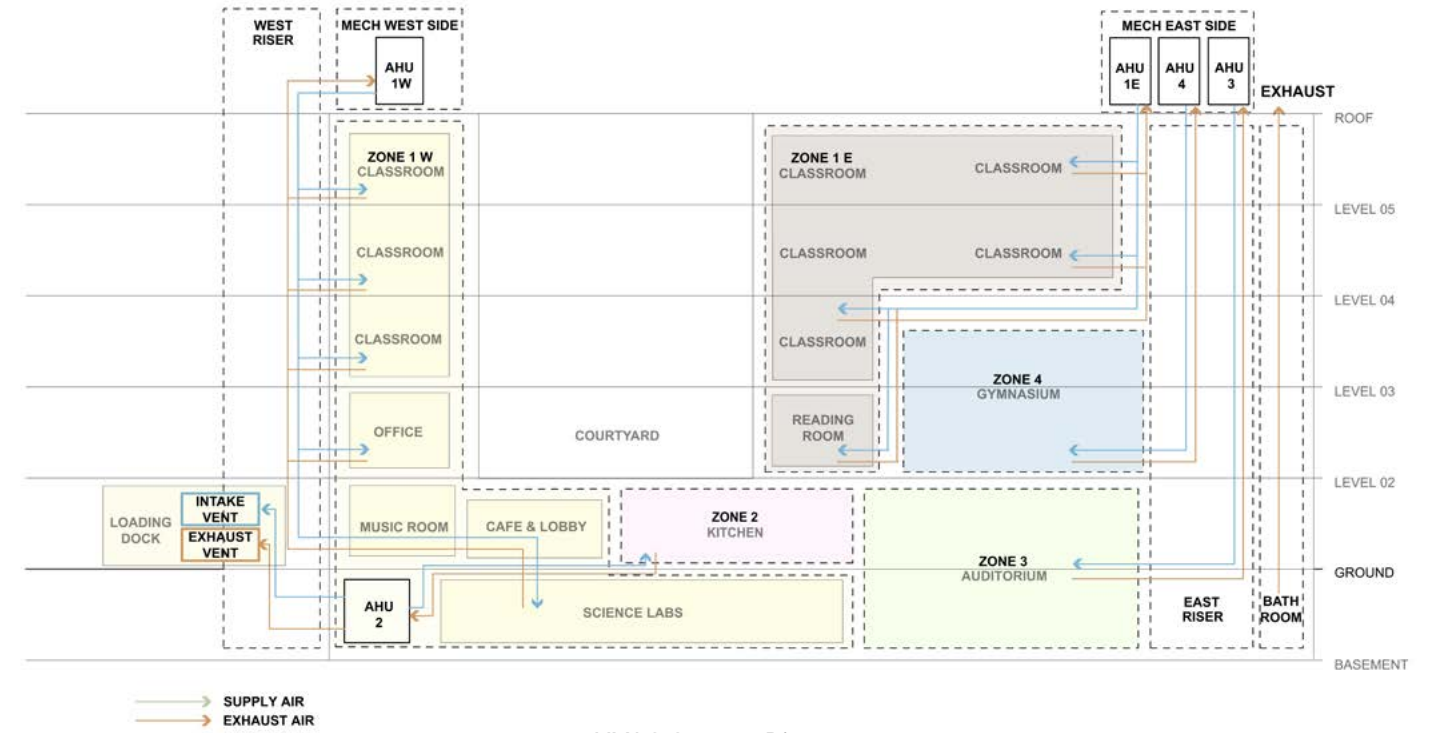 WEST
RISER
MECH WEST SIDE
AHU
1W
MECH EAST SIDE
AHU
1E
AHU
4
AHU
3
EXHAUST
ROOF
ZONE 1 W
CLASSROOM
ZONE 1 E
CLASSROOM
CLASSROOM
LEVEL 05
CLASSROOM
CLASSROOM
CLASSROOM
LEVEL 04
CLASSROOM
CLASSROOM
ZONE 4
GYMNASIUM
LEVEL 03
OFFICE
COURTYARD
READING
ROOM
LEVEL 02
LOADING
DOCK
INTAKE
VENT
EXHAUST
VENT
MUSIC ROOM
CAFE & LOBBY
ZONE 2
KITCHEN
ZONE 3
AUDITORIUM
GROUND
AHU
2
SCIENCE LABS
EAST
RISER
BATH
ROOM
BASEMENT
SUPPLY AIR
EXHAUST AIR